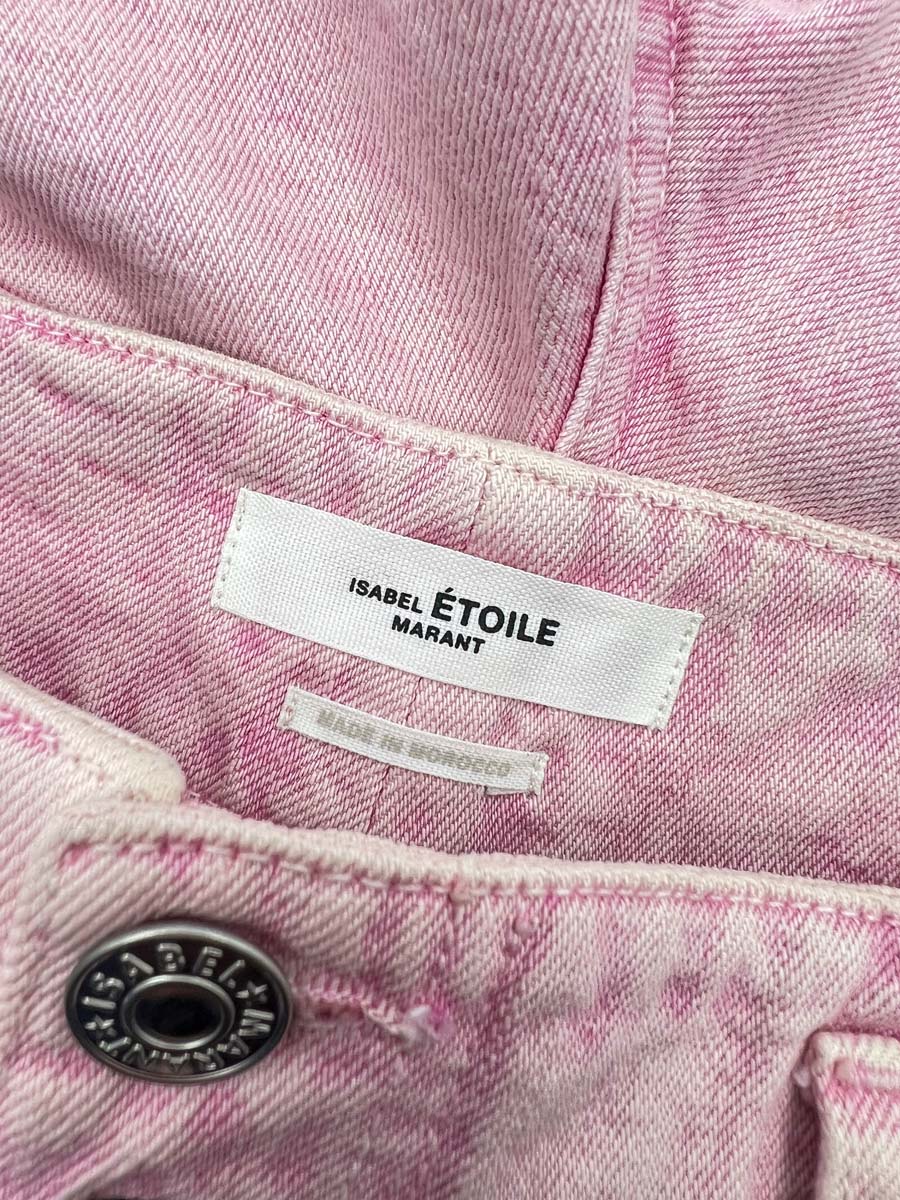 ISABEL ÉTOILE
MARANT
MADE IN MOROCCO
ISABEL ★ MARANT ★